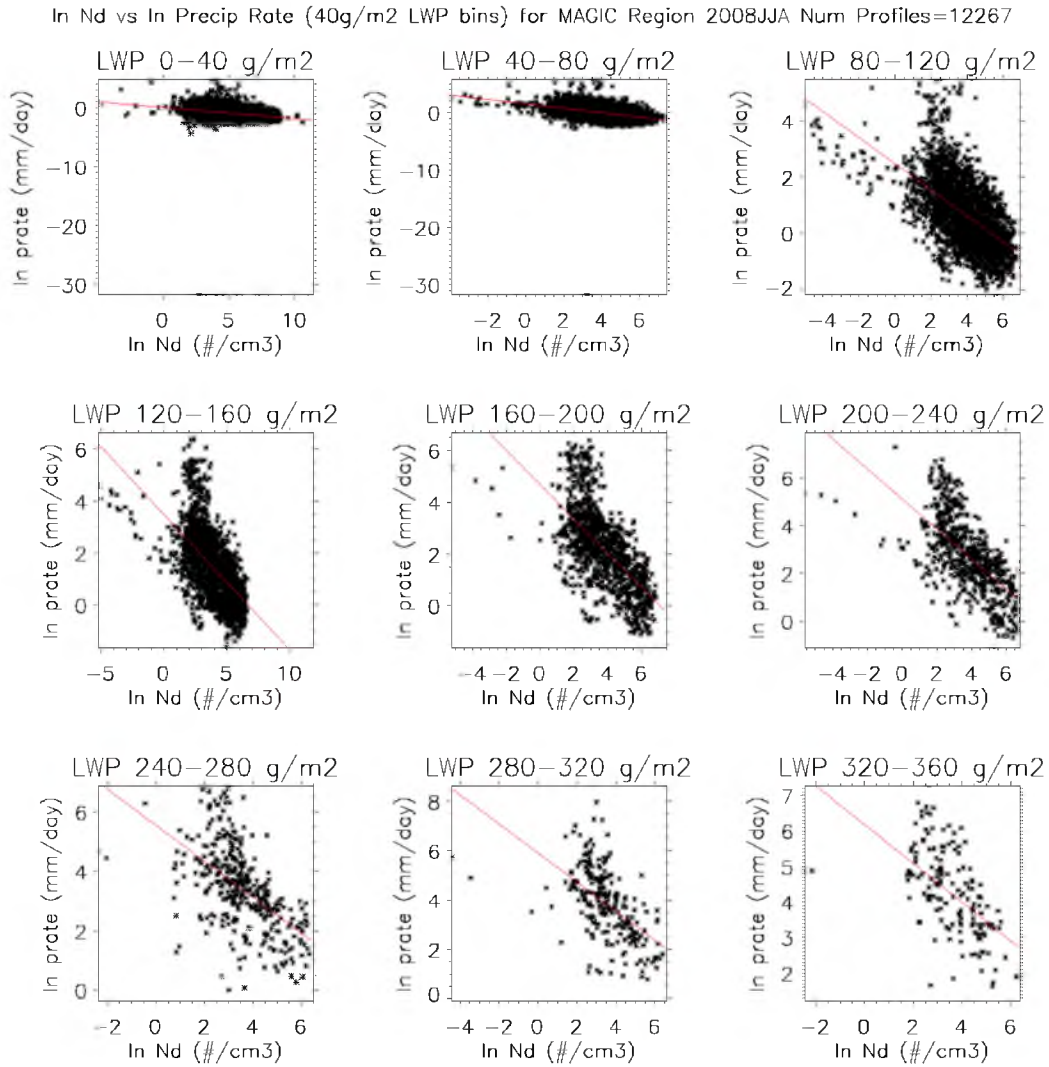 ln Nd vs ln Precip Rate (40g/m2 LWP bins) for MAGIC Region 2008JJA Num Profiles=12267
LWP 0−40 g/m2
LWP 40−80 g/m2
LWP 80−120 g/m2
ln prate (mm/day)
0
−10
−20
−30
0 5 10
ln Nd (#/cm3)
ln prate (mm/day)
0
−10
−20
−30
−2 0 2 4 6
ln Nd (#/cm3)
ln prate (mm/day)
4
2
0
−2
−4 −2 0 2 4 6
ln Nd (#/cm3)
LWP 120−160 g/m2
LWP 160−200 g/m2
LWP 200−240 g/m2
ln prate (mm/day)
6
4
2
0
−5 0 5 10
ln Nd (#/cm3)
ln prate (mm/day)
6
4
2
0
−4 −2 0 2 4 6
ln Nd (#/cm3)
ln prate (mm/day)
6
4
2
0
−4 −2 0 2 4 6
ln Nd (#/cm3)
LWP 240−280 g/m2
LWP 280−320 g/m2
LWP 320−360 g/m2
ln prate (mm/day)
6
4
2
0
−2 0 2 4 6
ln Nd (#/cm3)
ln prate (mm/day)
8
6
4
2
0
−4 −2 0 2 4 6
ln Nd (#/cm3)
ln prate (mm/day)
7
6
5
4
3
2
−2 0 2 4 6
ln Nd (#/cm3)